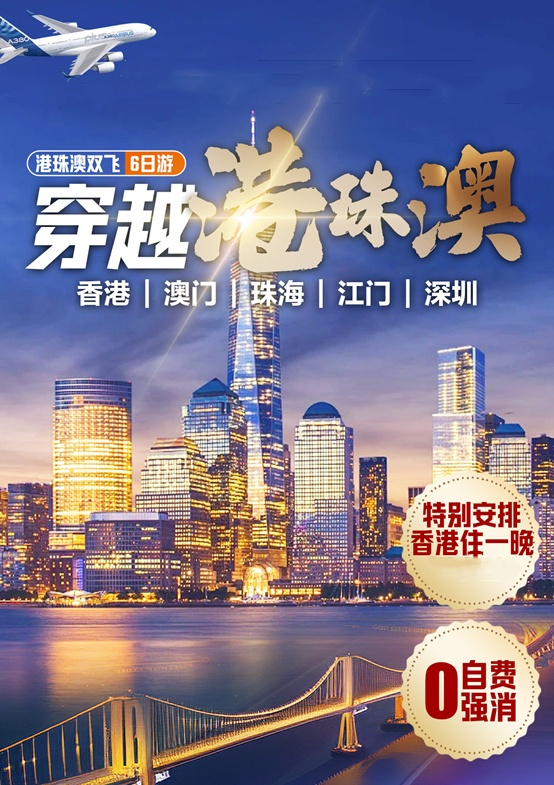 A380
港珠澳双飞 6日游
穿越港珠澳
香港 | 澳门 | 珠海 | 江门 | 深圳
特别安排
香港住一晚
0 自费
强消